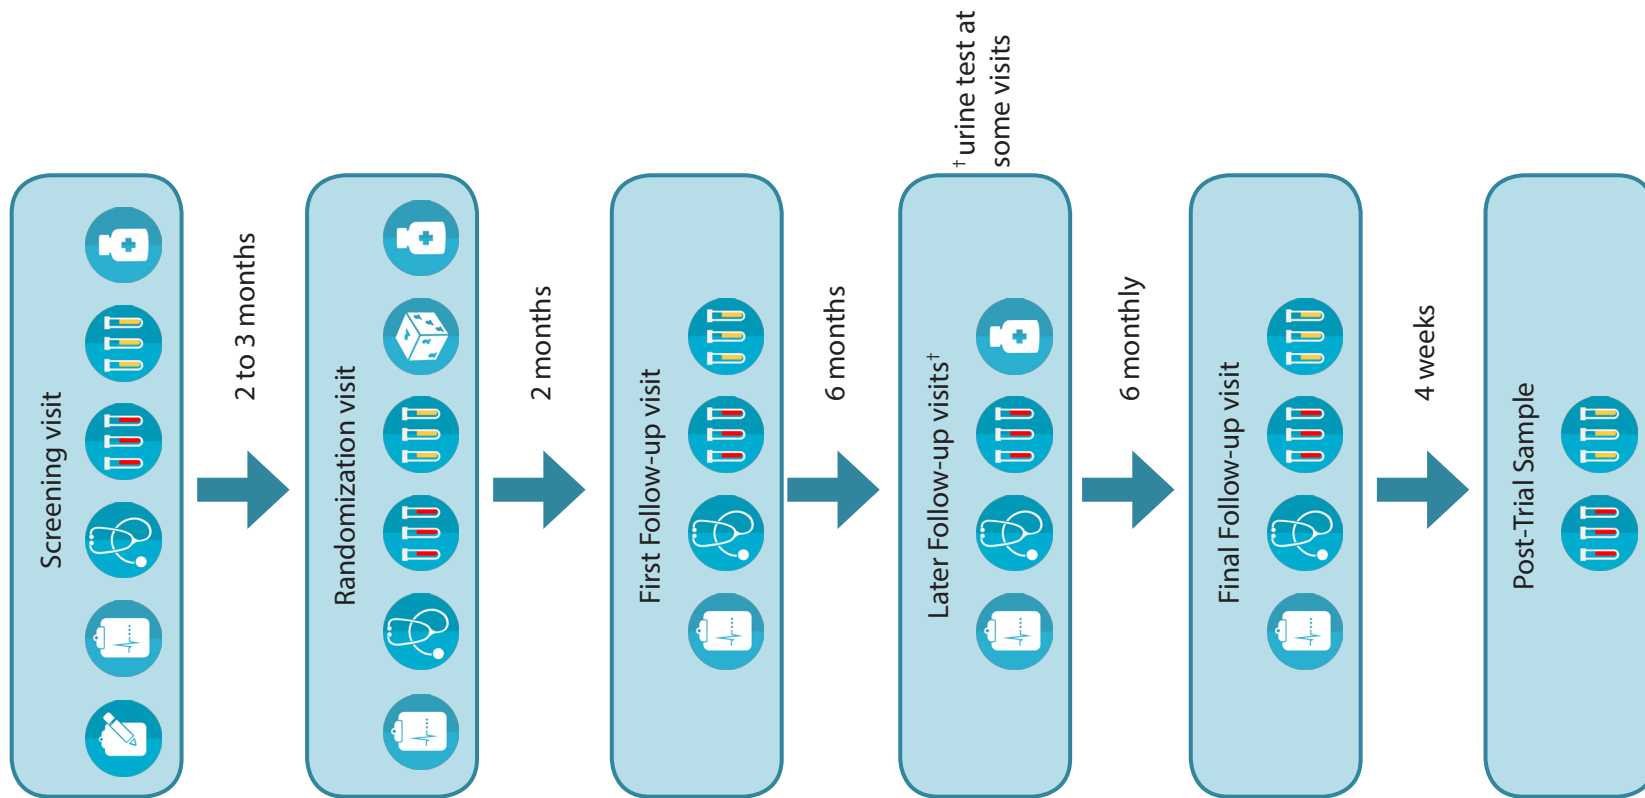 Screening visit
2 to 3 months
Randomization visit
2 months
First Follow-up visit
6 months
Later Follow-up visits†
† urine test at
some visits
6 monthly
Final Follow-up visit
4 weeks
Post-Trial Sample